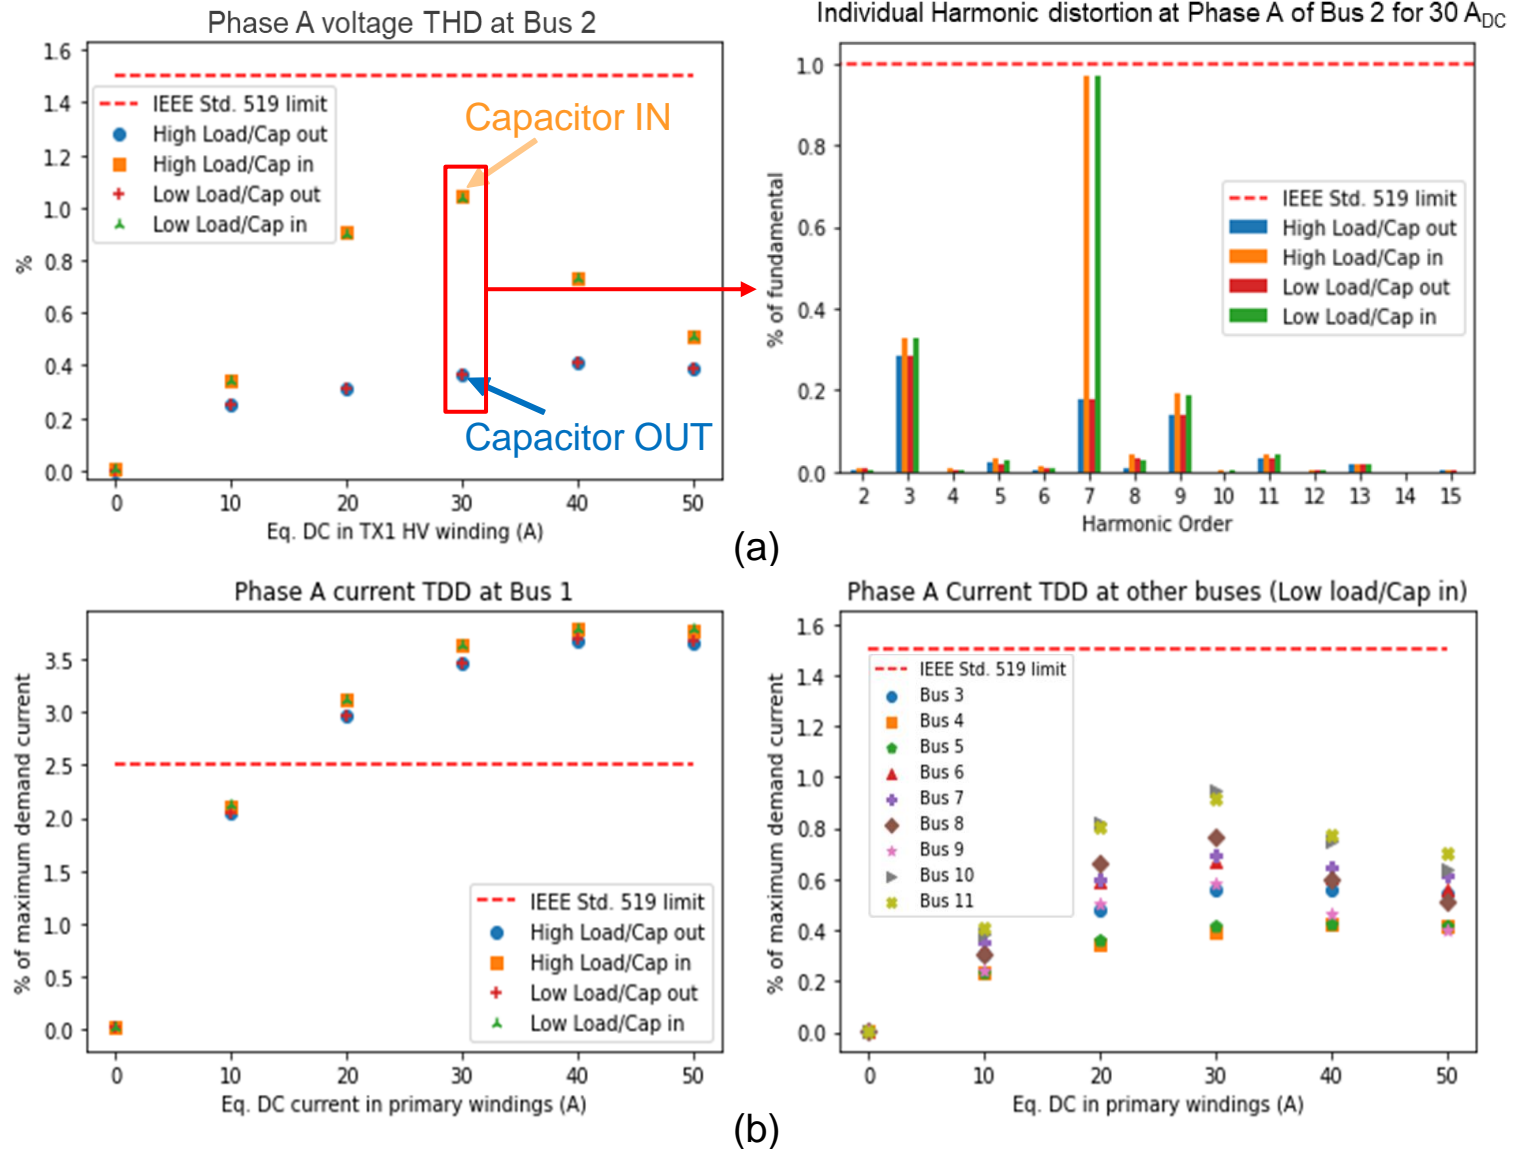 Phase A voltage THD at Bus 2
1.6
1.4
1.2
1.0
0.8
0.6
0.4
0.2
0.0
%
IEEE Std. 519 limit
High Load/Cap out
High Load/Cap in
Low Load/Cap out
Low Load/Cap in
Capacitor IN
Capacitor OUT
0 10 20 30 40 50
Eq. DC in TX1 HV winding (A)
Individual Harmonic distortion at Phase A of Bus 2 for 30 A_DC
1.0
0.8
0.6
0.4
0.2
0.0
% of fundamental
IEEE Std. 519 limit
High Load/Cap out
High Load/Cap in
Low Load/Cap out
Low Load/Cap in
2 3 4 5 6 7 8 9 10 11 12 13 14 15
Harmonic Order
(a)
Phase A current TDD at Bus 1
3.5
3.0
2.5
2.0
1.5
1.0
0.5
0.0
% of maximum demand current
IEEE Std. 519 limit
High Load/Cap out
High Load/Cap in
Low Load/Cap out
Low Load/Cap in
0 10 20 30 40 50
Eq. DC current in primary windings (A)
Phase A Current TDD at other buses (Low load/Cap in)
1.6
1.4
1.2
1.0
0.8
0.6
0.4
0.2
0.0
% of maximum demand current
IEEE Std. 519 limit
Bus 3
Bus 4
Bus 5
Bus 6
Bus 7
Bus 8
Bus 9
Bus 10
Bus 11
0 10 20 30 40 50
Eq. DC in primary windings (A)
(b)